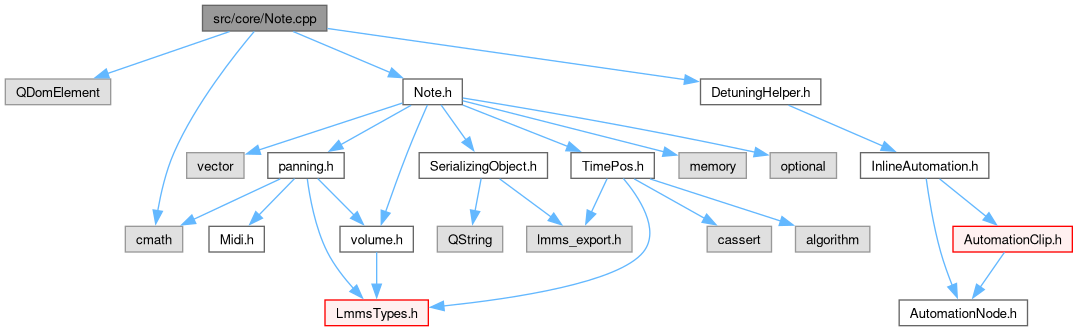 src/core/Note.cpp
QDomElement
Note.h
DetuningHelper.h
vector
panning.h
SerializingObject.h
TimePos.h
memory
optional
InlineAutomation.h
cmath
Midi.h
volume.h
QString
lmms_export.h
cassert
algorithm
AutomationClip.h
LmmsTypes.h
AutomationNode.h